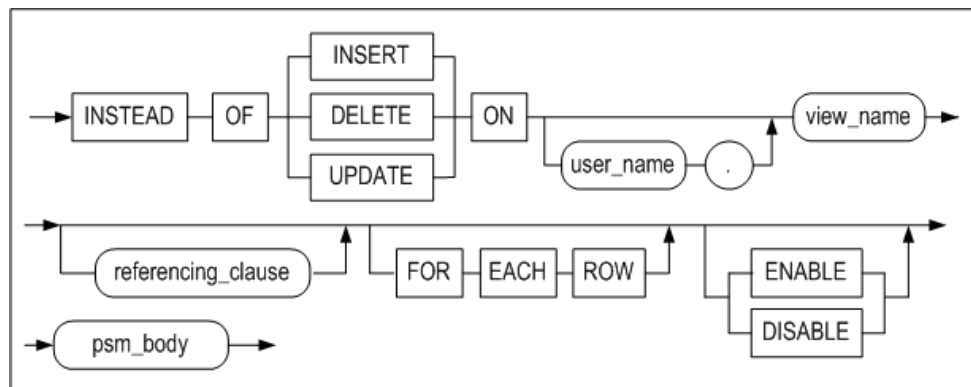 INSERT
INSTEAD OF DELETE ON view_name
UPDATE user_name .
referencing_clause FOR EACH ROW ENABLE
DISABLE
psm_body